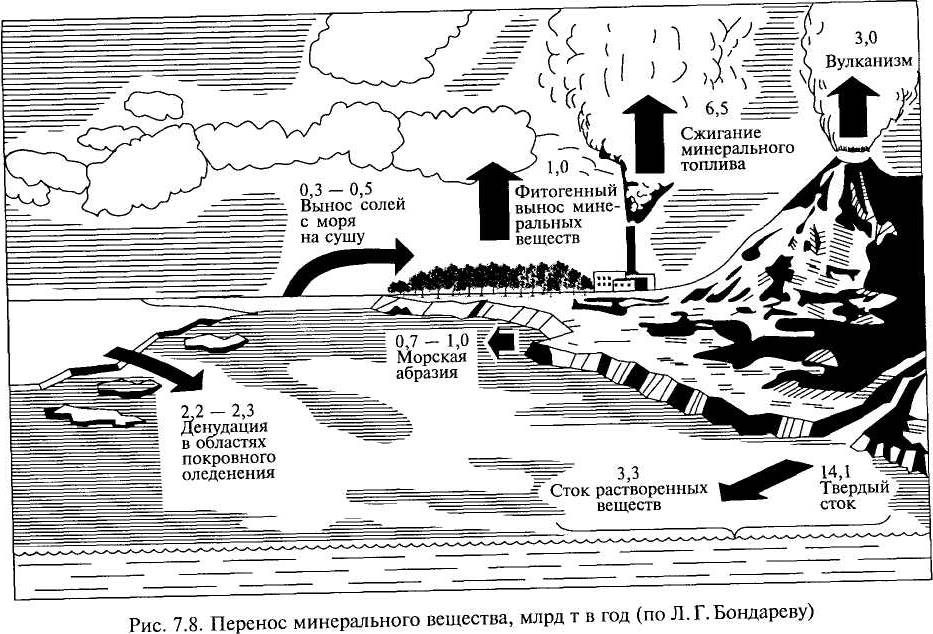 3,0
Вулканизм
6,5
Сжигание
минерального
топлива
1,0
Фитогенный
вынос мине-
ральных
веществ
0,3 — 0,5
Вынос солей
с моря
на сушу
0,7 — 1,0
Морская
абразия
2,2 — 2,3
Денудация
в областях
покровного
оледенения
3,3
Сток растворенных
веществ
14,1
Твердый
сток
Рис. 7.8. Перенос минерального вещества, млрд т в год (по Л. Г. Бондареву)